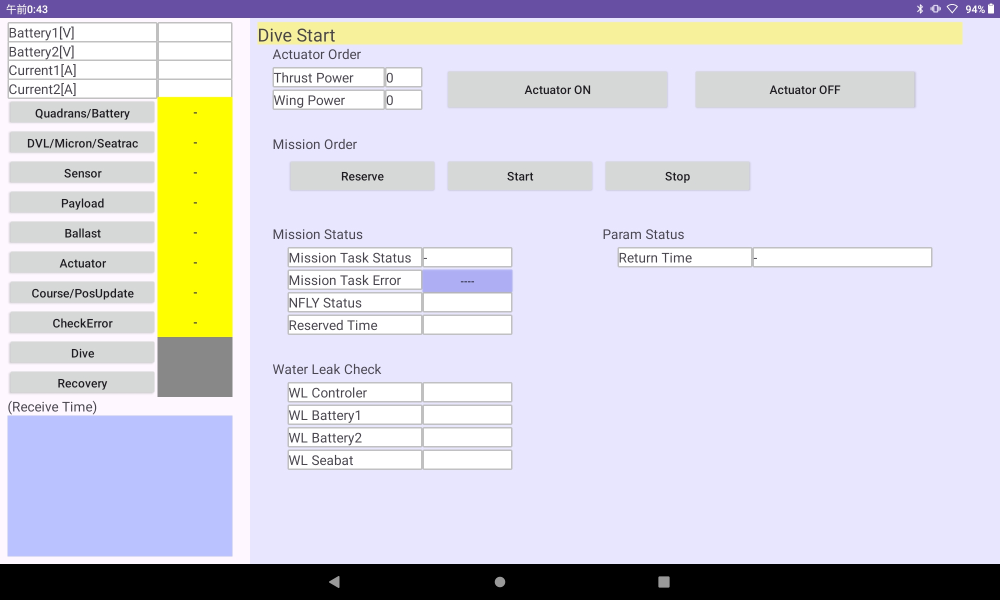 午前0:43
94%
Battery1[V]
Battery2[V]
Current1[A]
Current2[A]
Quadrans/Battery -
DVL/Micron/Seatrac -
Sensor -
Payload -
Ballast -
Actuator -
Course/PosUpdate -
CheckError -
Dive
Recovery
(Receive Time)
Dive Start
Actuator Order
Thrust Power 0
Wing Power 0
Actuator ON
Actuator OFF
Mission Order
Reserve
Start
Stop
Mission Status
Mission Task Status -
Mission Task Error ----
NFLY Status
Reserved Time
Param Status
Return Time -
Water Leak Check
WL Controler
WL Battery1
WL Battery2
WL Seabat